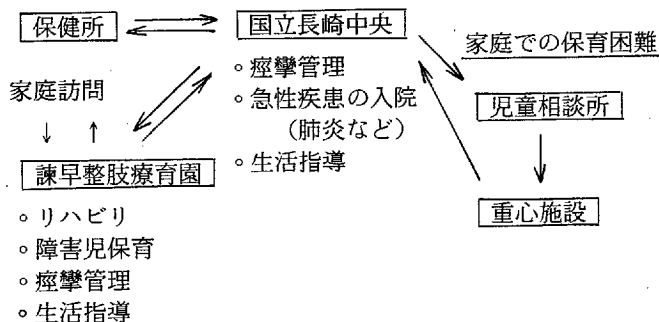 保健所
国立長崎中央
家庭での保育困難
◦ 痙攣管理
◦ 急性疾患の入院
（肺炎など）
◦ 生活指導
児童相談所
重心施設
家庭訪問
↓ ↑
諫早整肢療育園
◦ リハビリ
◦ 障害児保育
◦ 痙攣管理
◦ 生活指導